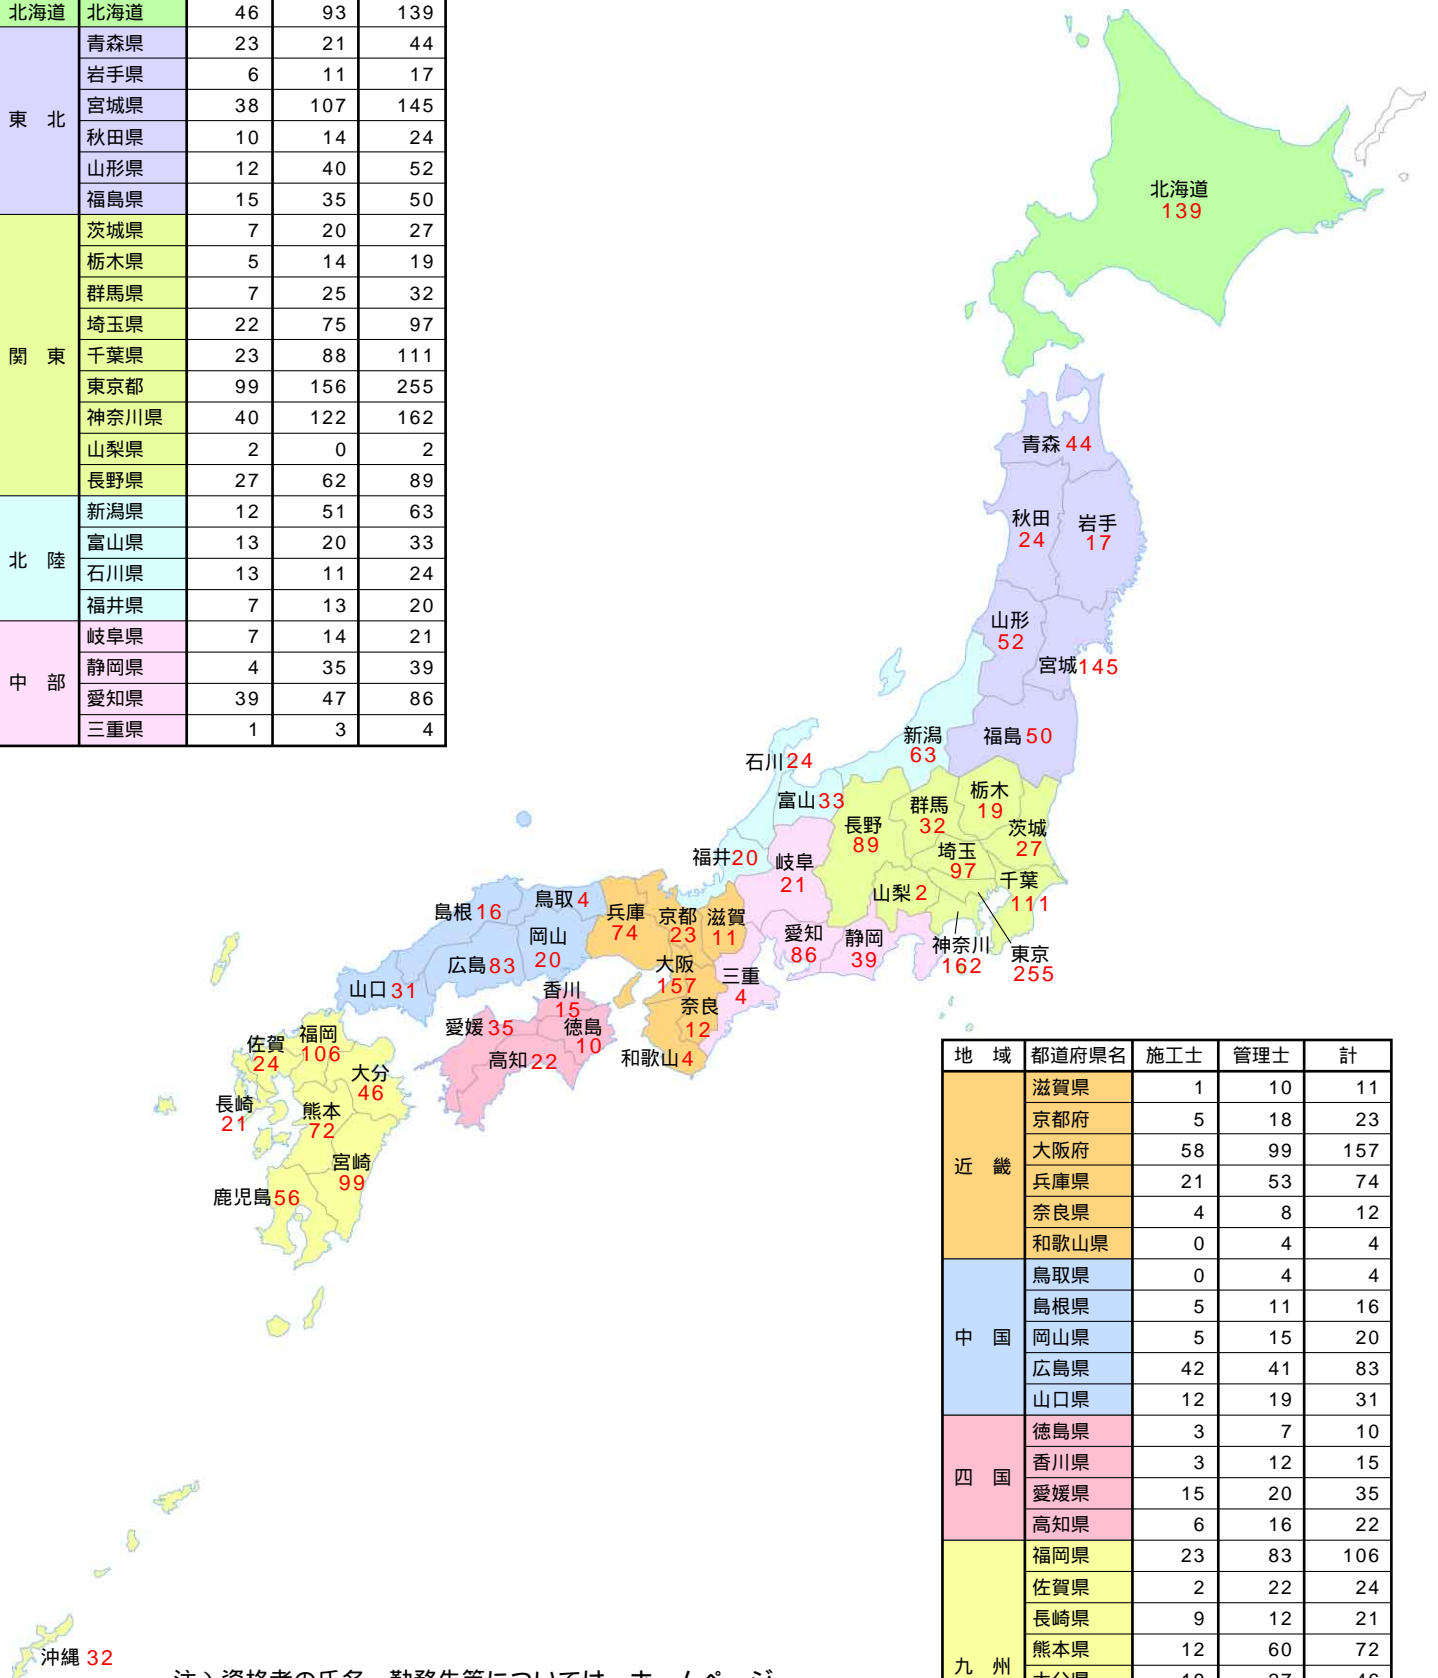 北海道 北海道 46 93 139
東 北
青森県 23 21 44
岩手県 6 11 17
宮城県 38 107 145
秋田県 10 14 24
山形県 12 40 52
福島県 15 35 50
関 東
茨城県 7 20 27
栃木県 5 14 19
群馬県 7 25 32
埼玉県 22 75 97
千葉県 23 88 111
東京都 99 156 255
神奈川県 40 122 162
山梨県 2 0 2
長野県 27 62 89
北 陸
新潟県 12 51 63
富山県 13 20 33
石川県 13 11 24
福井県 7 13 20
中 部
岐阜県 7 14 21
静岡県 4 35 39
愛知県 39 47 86
三重県 1 3 4
北海道
139
青森 44
秋田
24
岩手
17
山形
52
宮城 145
新潟
63
福島 50
石川 24
富山 33
群馬
32
栃木
19
長野
89
茨城
27
埼玉
97
福井 20
岐阜
21
山梨 2
千葉
111
島根 16
鳥取 4
兵庫
74
京都
23
滋賀
11
岡山
20
愛知
86
静岡
39
神奈川
162
東京
255
広島 83
大阪
157
三重
4
山口 31
香川
15
奈良
12
愛媛 35
徳島
10
高知 22
和歌山 4
福岡
106
佐賀
24
大分
46
長崎
21
熊本
72
宮崎
99
鹿児島 56
沖縄 32
地 域 都道府県名 施工士 管理士 計
近 畿
滋賀県 1 10 11
京都府 5 18 23
大阪府 58 99 157
兵庫県 21 53 74
奈良県 4 8 12
和歌山県 0 4 4
中 国
鳥取県 0 4 4
島根県 5 11 16
岡山県 5 15 20
広島県 42 41 83
山口県 12 19 31
四 国
徳島県 3 7 10
香川県 3 12 15
愛媛県 15 20 35
高知県 6 16 22
九 州
福岡県 23 83 106
佐賀県 2 22 24
長崎県 9 12 21
熊本県 12 60 72